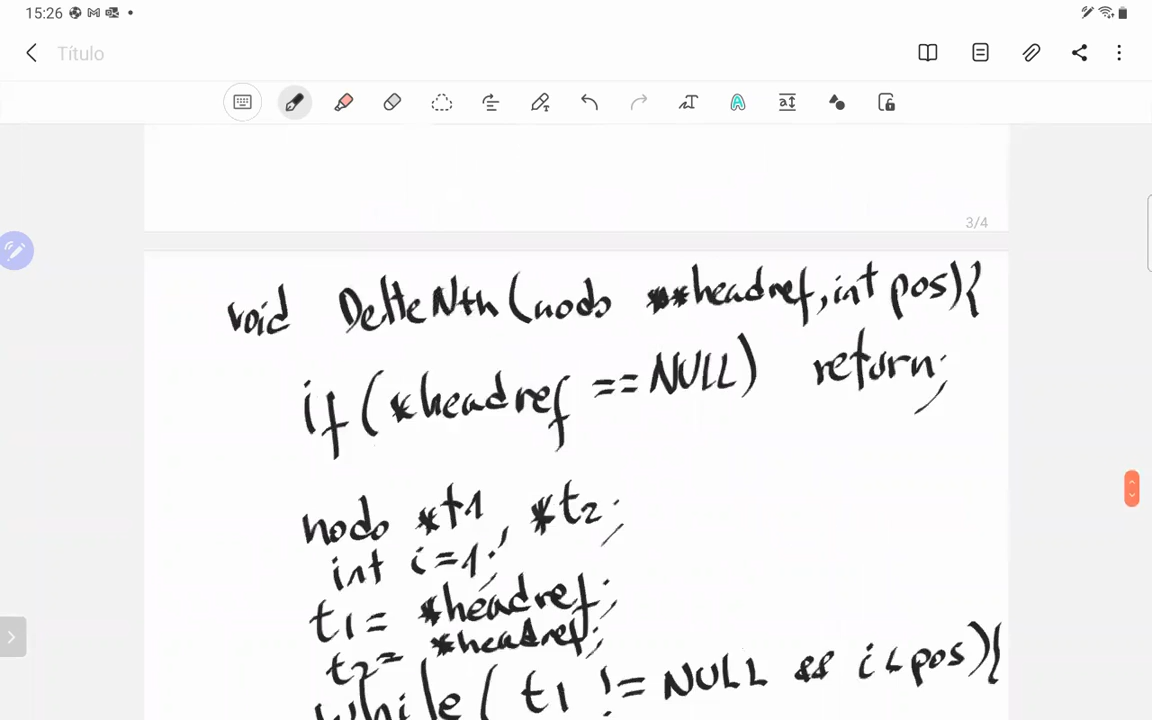 15:26
Título
3/4
void DelteNth(nodo **headref, int pos){
if(*headref ==NULL) return;
nodo *t1, *t2;
int i=1;
t1= *headref;
t2= *headref;
while( t1 != NULL && i<pos){